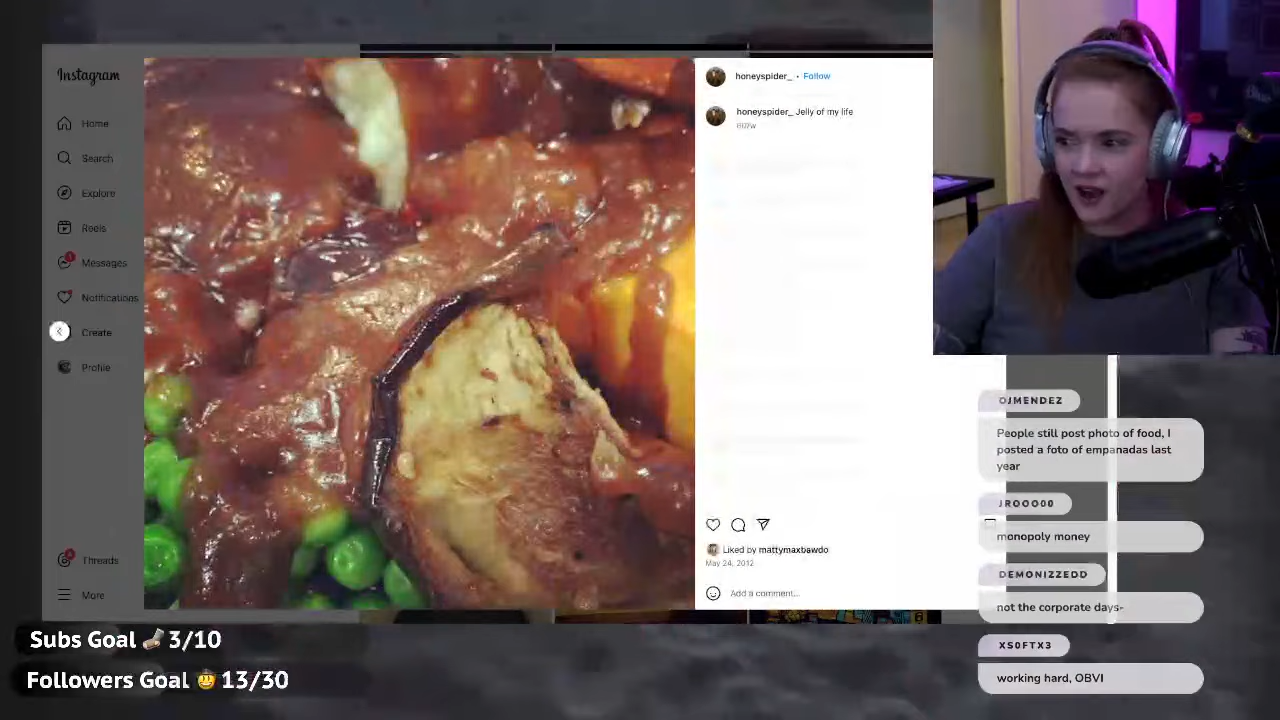 Instagram
Home
Search
Explore
Reels
Messages
Notifications
Create
Profile
Threads
More
honeyspider_ • Follow
honeyspider_ Jelly of my life
607w
Liked by mattymaxbawdo
May 24, 2012
Add a comment...
OJMENDEZ
People still post photo of food, I
posted a foto of empanadas last
year
JROOO00
monopoly money
DEMONIZZEDD
not the corporate days-
XS0FTX3
working hard, OBVI
Subs Goal 3/10
Followers Goal 13/30